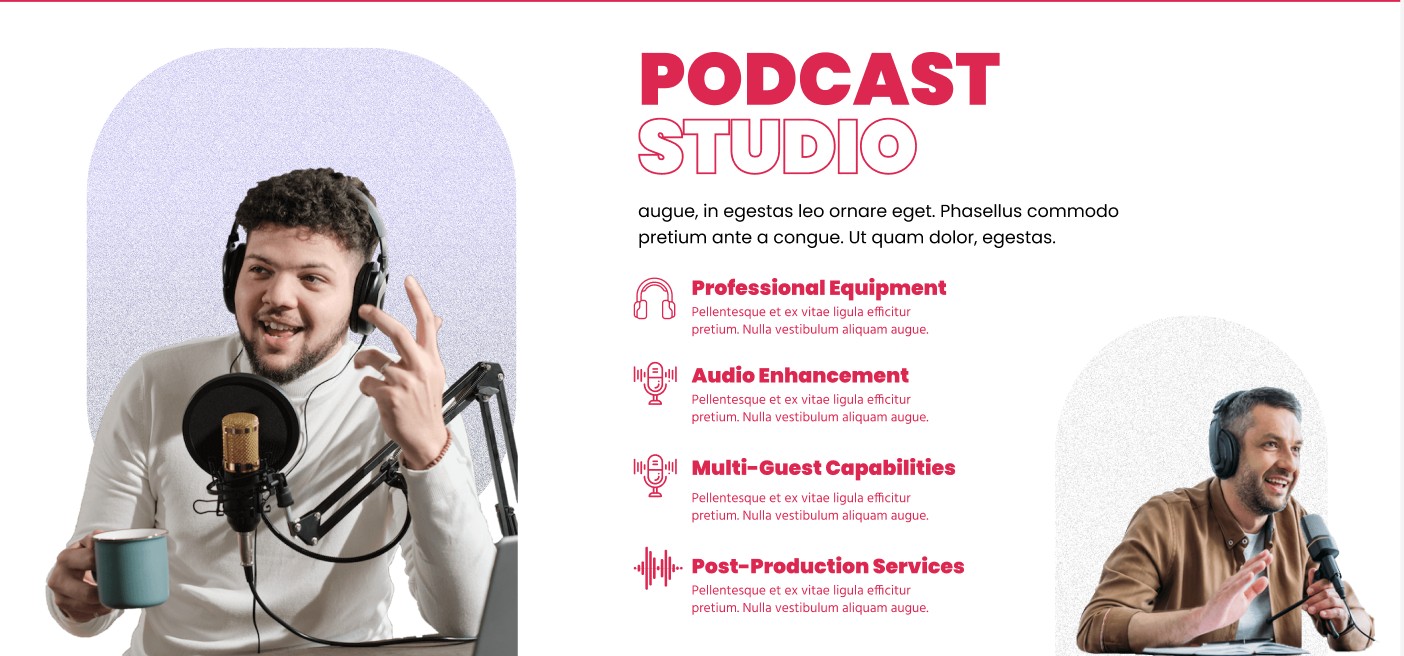 PODCAST
STUDIO
augue, in egestas leo ornare eget. Phasellus commodo
pretium ante a congue. Ut quam dolor, egestas.
Professional Equipment
Pellentesque et ex vitae ligula efficitur
pretium. Nulla vestibulum aliquam augue.
Audio Enhancement
Pellentesque et ex vitae ligula efficitur
pretium. Nulla vestibulum aliquam augue.
Multi-Guest Capabilities
Pellentesque et ex vitae ligula efficitur
pretium. Nulla vestibulum aliquam augue.
Post-Production Services
Pellentesque et ex vitae ligula efficitur
pretium. Nulla vestibulum aliquam augue.